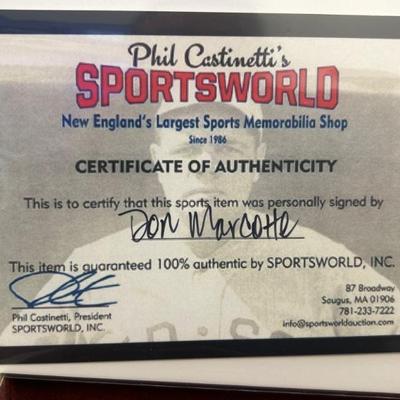 Phil Castinetti's
SPORTSWORLD
New England's Largest Sports Memorabilia Shop
Since 1986
CERTIFICATE OF AUTHENTICITY
This is to certify that this sports item was personally signed by
Don Marcotte
This item is guaranteed 100% authentic by SPORTSWORLD, INC.
Phil Castinetti, President
SPORTSWORLD, INC.
87 Broadway
Saugus, MA 01906
781-233-7222
info@sportsworldauction.com